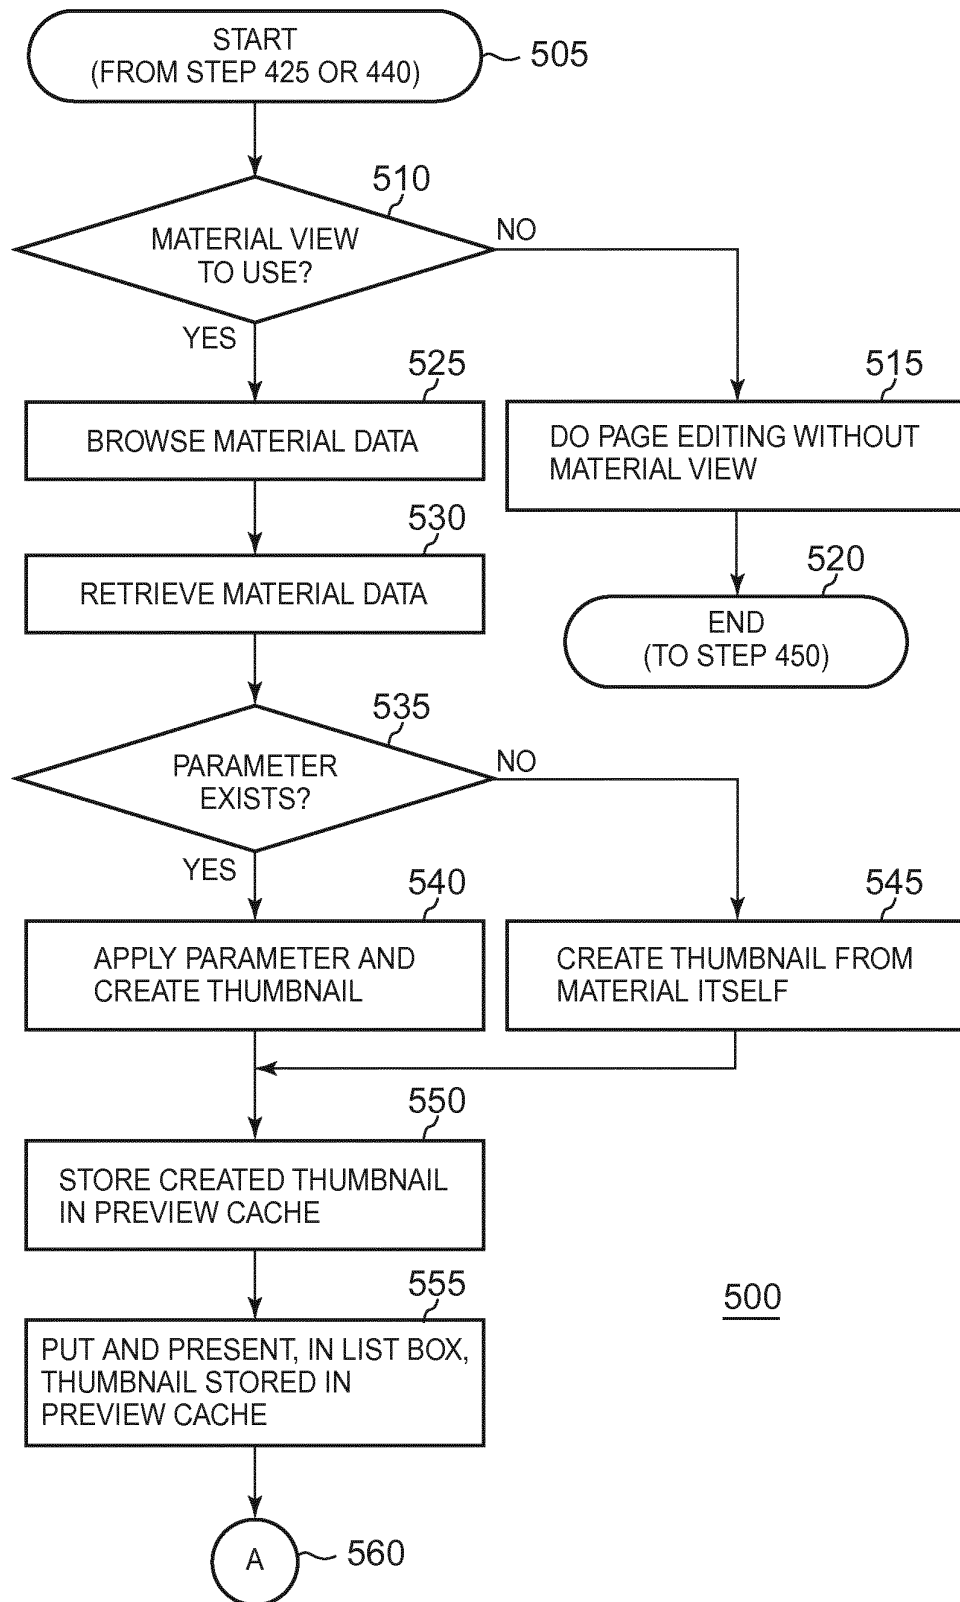 START
(FROM STEP 425 OR 440)
505
510
MATERIAL VIEW
TO USE?
NO
YES
525
BROWSE MATERIAL DATA
515
DO PAGE EDITING WITHOUT
MATERIAL VIEW
530
RETRIEVE MATERIAL DATA
520
END
(TO STEP 450)
535
PARAMETER
EXISTS?
NO
YES
540
APPLY PARAMETER AND
CREATE THUMBNAIL
545
CREATE THUMBNAIL FROM
MATERIAL ITSELF
550
STORE CREATED THUMBNAIL
IN PREVIEW CACHE
555
PUT AND PRESENT, IN LIST BOX,
THUMBNAIL STORED IN
PREVIEW CACHE
500
A
560